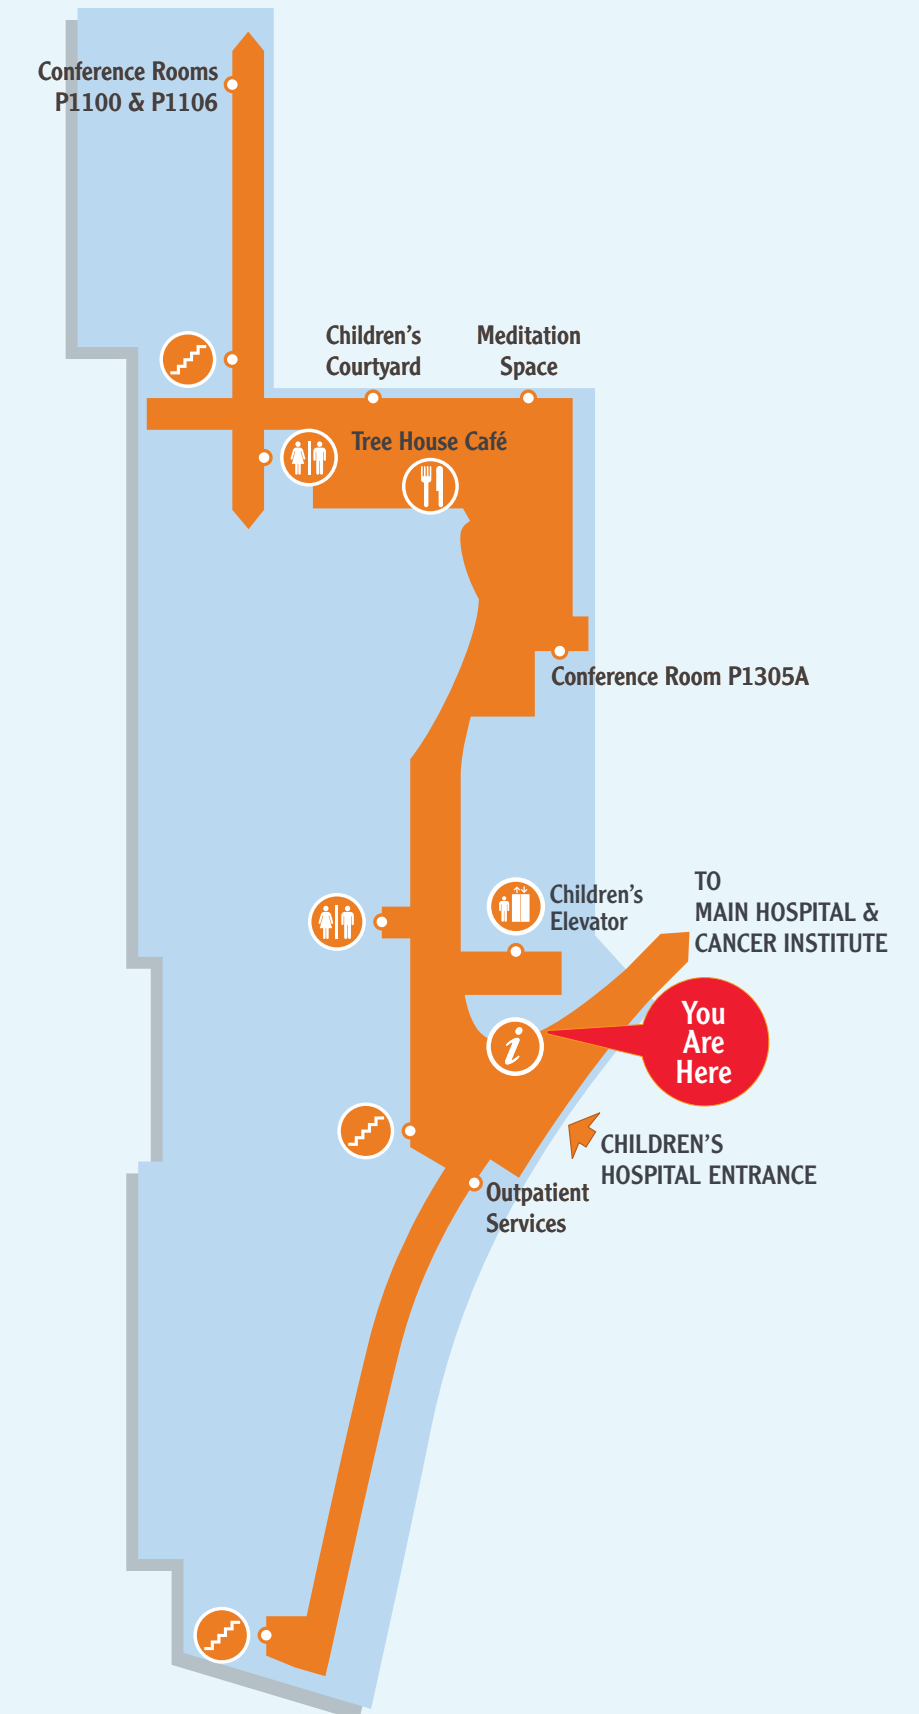 Conference Rooms
P1100 & P1106
Children’s
Courtyard
Meditation
Space
Tree House Café
Conference Room P1305A
Children’s
Elevator
TO
MAIN HOSPITAL &
CANCER INSTITUTE
You
Are
Here
i
CHILDREN’S
HOSPITAL ENTRANCE
Outpatient
Services